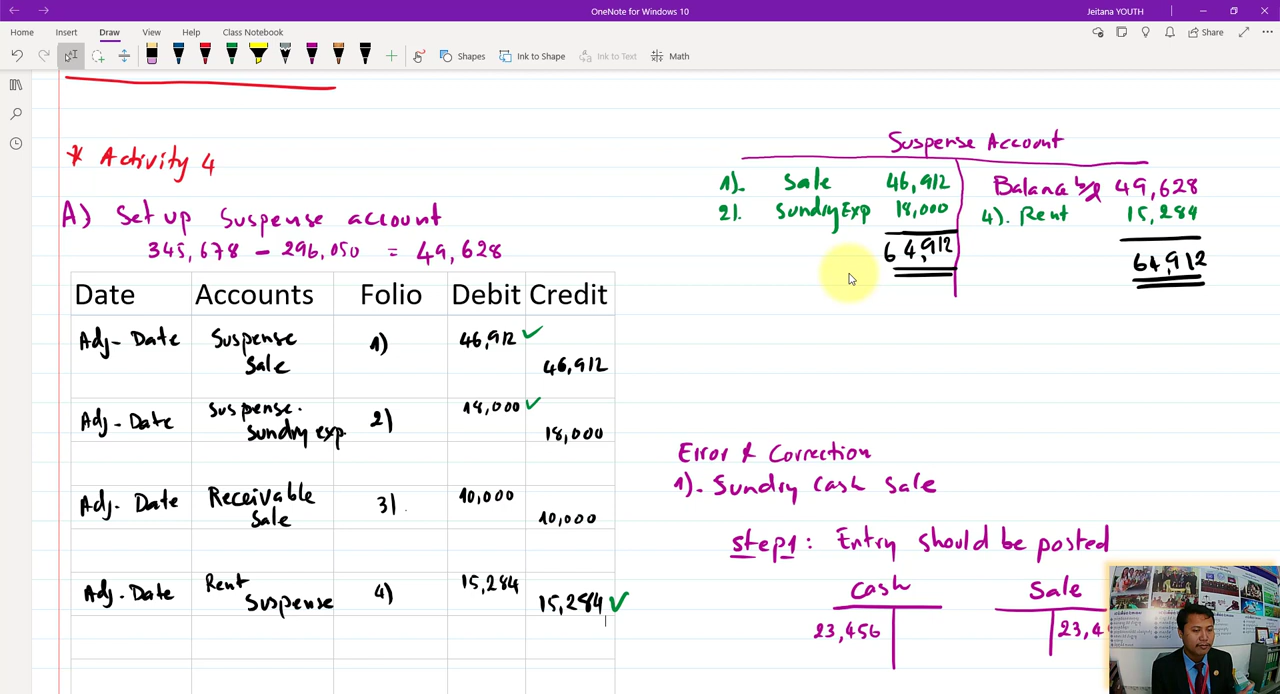 OneNote for Windows 10
Jeitana YOUTH
Home Insert Draw View Help Class Notebook
Share
Shapes Ink to Shape Ink to Text Math
* Activity 4
A) Set up Suspense account
345,678 - 296,050 = 49,628
Date Accounts Folio Debit Credit
Adj- Date Suspense 1) 46,912 ✓
Sale 46,912
Adj- Date Suspense. 2) 18,000 ✓
Sundry exp 18,000
Adj- Date Receivable 3) 10,000
Sale 10,000
Adj- Date Rent 4) 15,284
Suspense 15,284 ✓
Suspense Account
1). Sale 46,912 Balance b/d 49,628
2). Sundry Exp 18,000 4). Rent 15,284
64,912 64,912
Error & Correction
1). Sundry cash sale
step1: Entry should be posted
Cash Sale
23,456 23,4